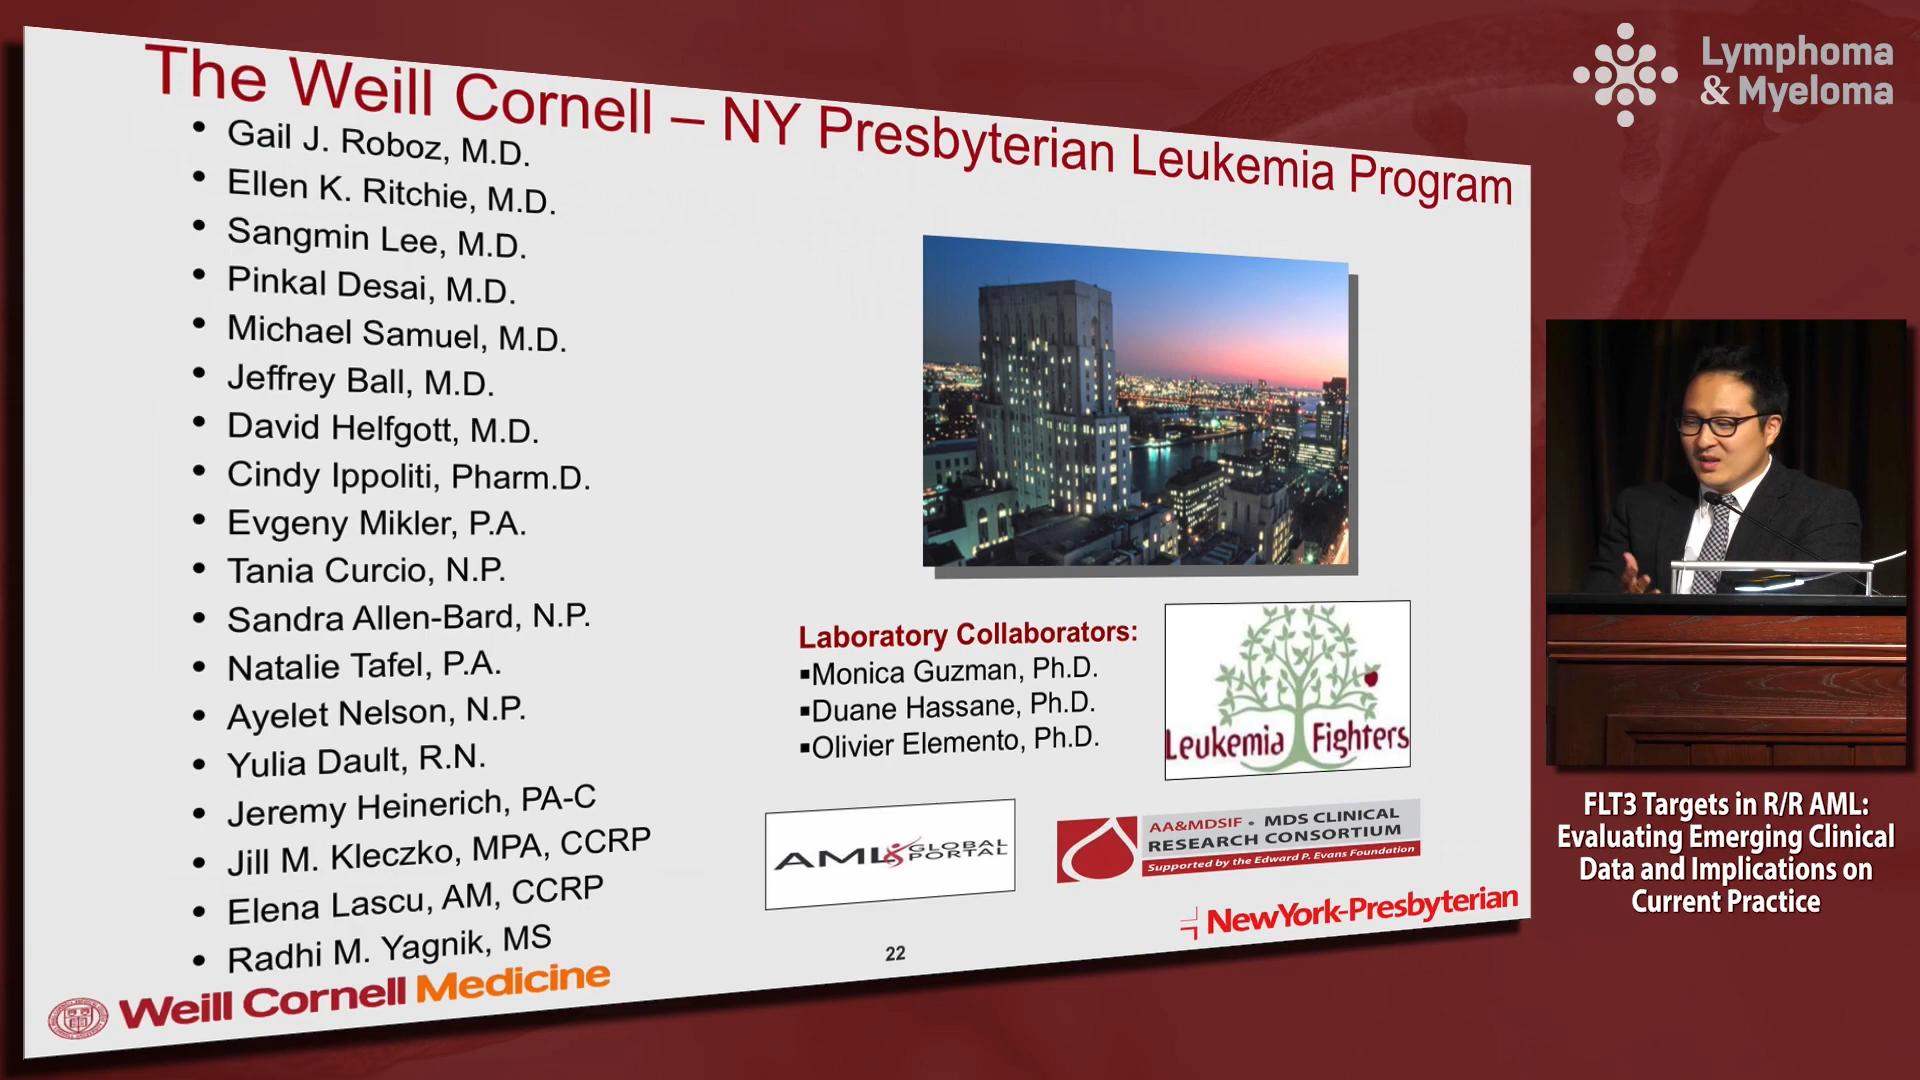 The Weill Cornell – NY Presbyterian Leukemia Program
• Gail J. Roboz, M.D.
• Ellen K. Ritchie, M.D.
• Sangmin Lee, M.D.
• Pinkal Desai, M.D.
• Michael Samuel, M.D.
• Jeffrey Ball, M.D.
• David Helfgott, M.D.
• Cindy Ippoliti, Pharm.D.
• Evgeny Mikler, P.A.
• Tania Curcio, N.P.
• Sandra Allen-Bard, N.P.
• Natalie Tafel, P.A.
• Ayelet Nelson, N.P.
• Yulia Dault, R.N.
• Jeremy Heinerich, PA-C
• Jill M. Kleczko, MPA, CCRP
• Elena Lascu, AM, CCRP
• Radhi M. Yagnik, MS
Laboratory Collaborators:
▪Monica Guzman, Ph.D.
▪Duane Hassane, Ph.D.
▪Olivier Elemento, Ph.D.
Leukemia Fighters
AML GLOBAL
PORTAL
AA&MDSIF • MDS CLINICAL
RESEARCH CONSORTIUM
Supported by the Edward P. Evans Foundation
NewYork-Presbyterian
22
Weill Cornell Medicine
Lymphoma
& Myeloma
FLT3 Targets in R/R AML:
Evaluating Emerging Clinical
Data and Implications on
Current Practice